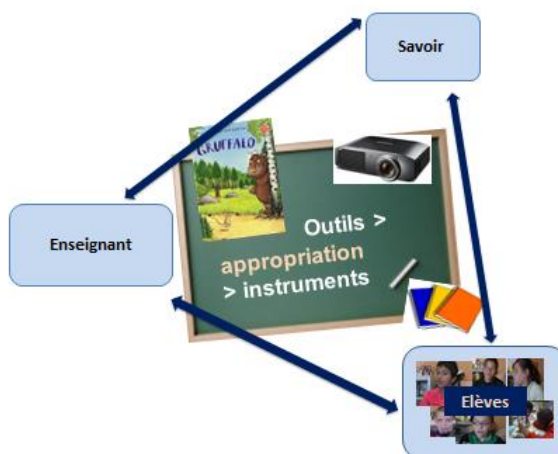 Savoir
GRUFFALO
Enseignant
Outils >
appropriation
> instruments
Elèves